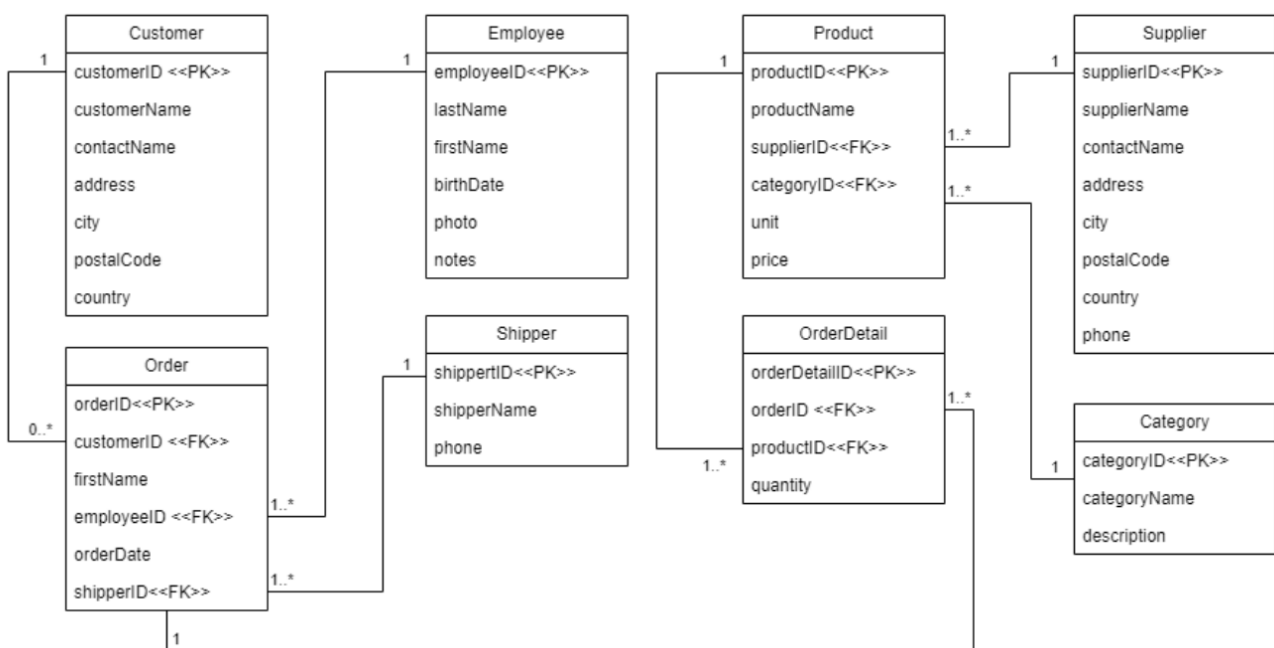 Customer
customerID <<PK>>
customerName
contactName
address
city
postalCode
country
1
0..*
Order
orderID<<PK>>
customerID <<FK>>
firstName
employeeID <<FK>>
orderDate
shipperID<<FK>>
1..*
1..*
1
Employee
employeeID<<PK>>
lastName
firstName
birthDate
photo
notes
1
Shipper
shippertID<<PK>>
shipperName
phone
1
Product
productID<<PK>>
productName
supplierID<<FK>>
categoryID<<FK>>
unit
price
1
1..*
1..*
OrderDetail
orderDetailID<<PK>>
orderID <<FK>>
productID<<FK>>
quantity
1..*
1..*
Supplier
supplierID<<PK>>
supplierName
contactName
address
city
postalCode
country
phone
1
Category
categoryID<<PK>>
categoryName
description
1